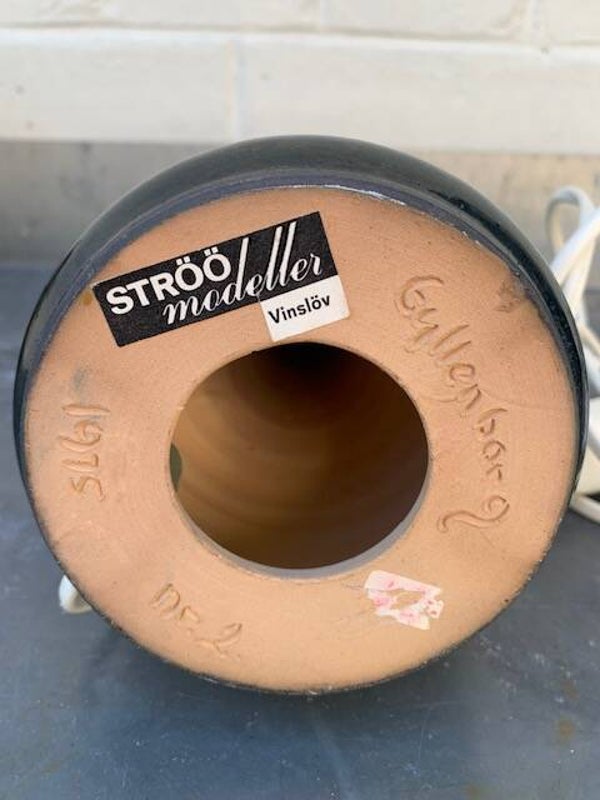 STRÖÖ
modeller
Vinslöv
Gyllenborg
1975
nr. 2